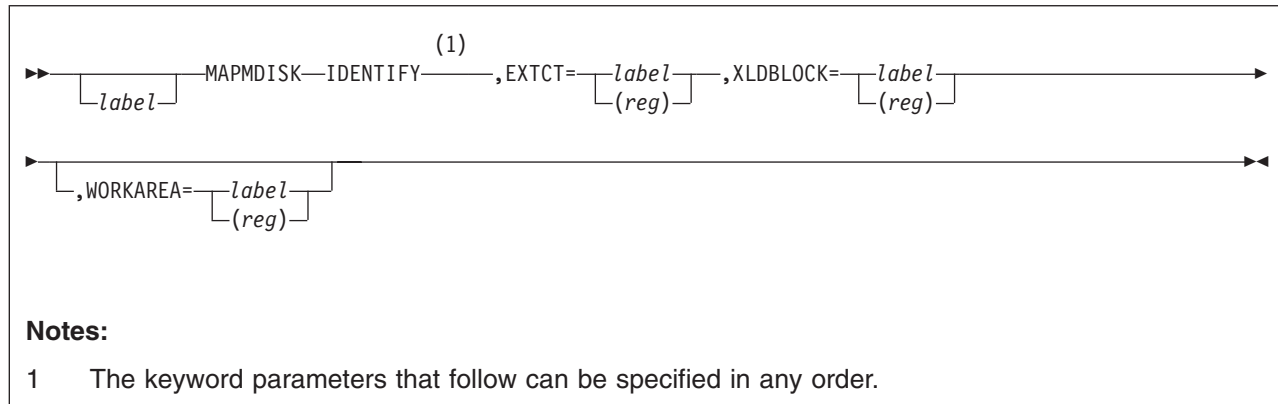 (1)
MAPMDISK IDENTIFY ,EXTCT= label ,XLDBLOCK= label
label (reg) (reg)
,WORKAREA= label
(reg)
Notes:
1 The keyword parameters that follow can be specified in any order.